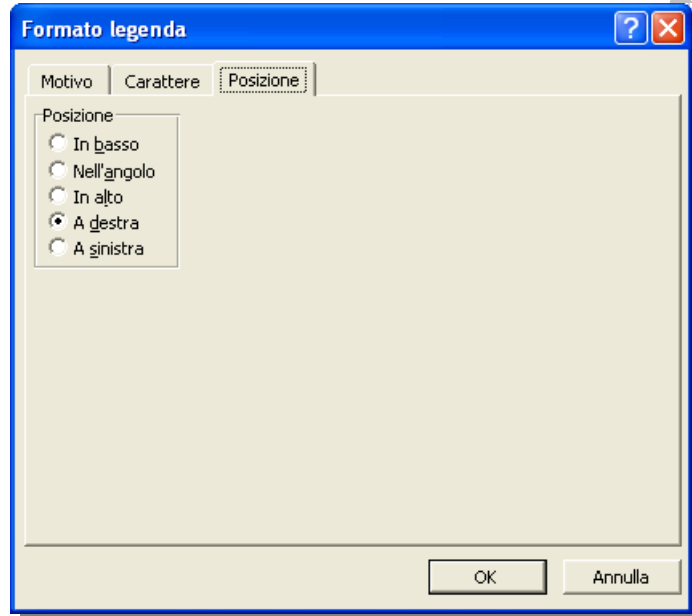 Formato legenda
Motivo Carattere Posizione
Posizione
In basso
Nell'angolo
In alto
A destra
A sinistra
OK Annulla